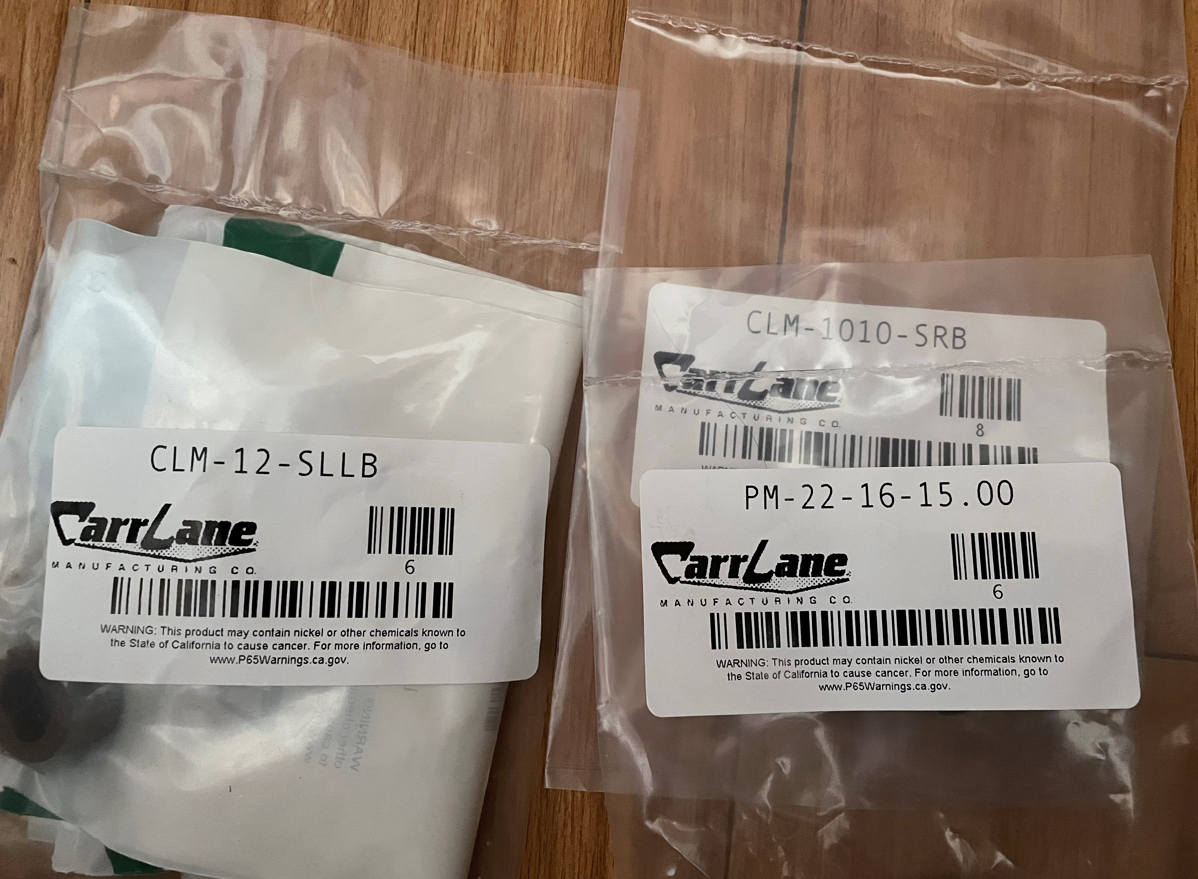 CLM-12-SLLB
CarrLane
MANUFACTURING CO.
6
WARNING: This product may contain nickel or other chemicals known to
the State of California to cause cancer. For more information, go to
www.P65Warnings.ca.gov.
WARNING
CLM-1010-SRB
CarrLane
MANUFACTURING CO.
8
PM-22-16-15.00
CarrLane
MANUFACTURING CO.
6
WARNING: This product may contain nickel or other chemicals known to
the State of California to cause cancer. For more information, go to
www.P65Warnings.ca.gov.